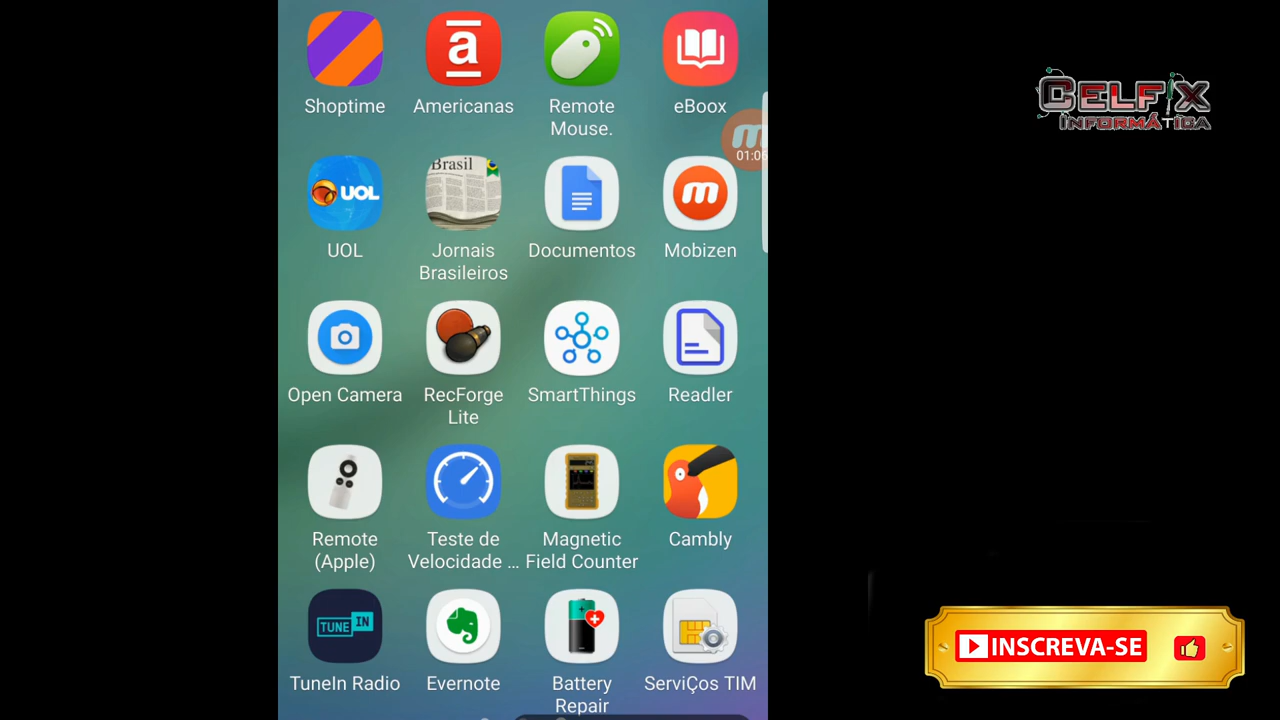 a
Shoptime
Americanas
Remote
Mouse.
eBoox
CELFIX
INFORMÁTIDA
m
01:06
Brasil
UOL
m
UOL
Jornais
Brasileiros
Documentos
Mobizen
Open Camera
RecForge
Lite
SmartThings
Readler
Remote
(Apple)
Teste de
Velocidade ...
Magnetic
Field Counter
Cambly
TUNE IN
TuneIn Radio
Evernote
Battery
Repair
ServiÇos TIM
INSCREVA-SE